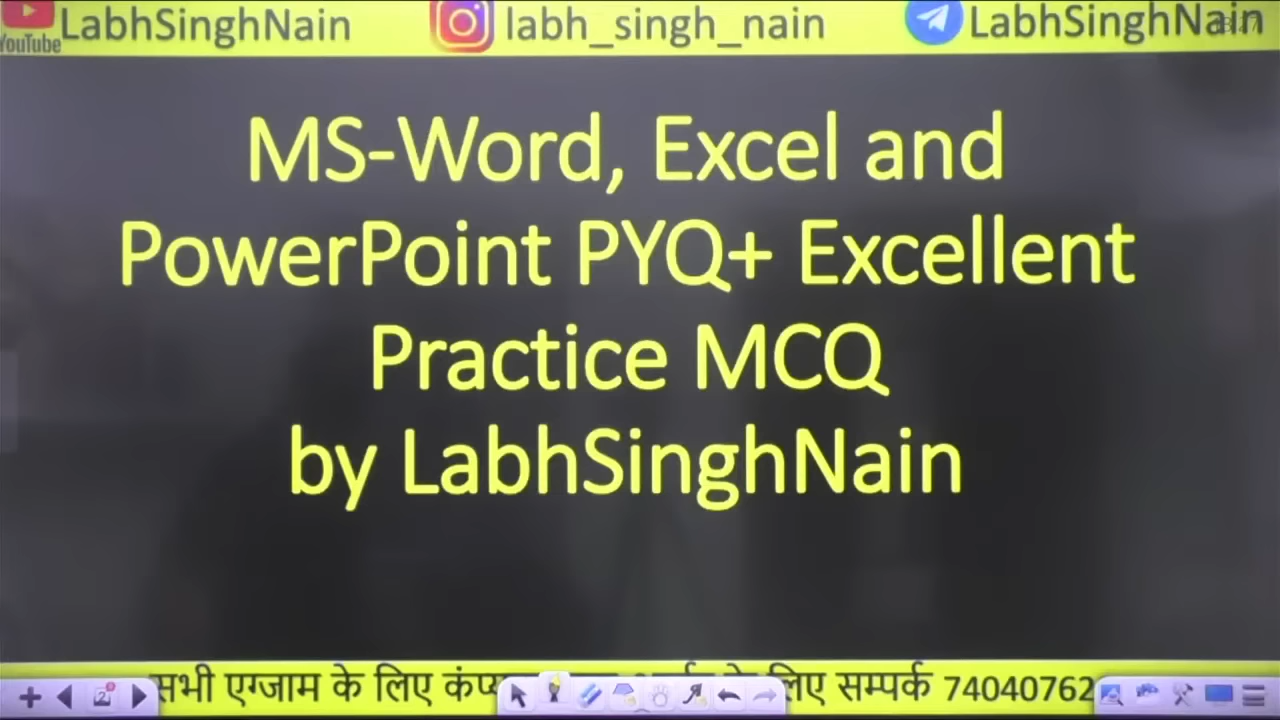 YouTube LabhSinghNain labh_singh_nain LabhSinghNain
MS-Word, Excel and
PowerPoint PYQ+ Excellent
Practice MCQ
by LabhSinghNain
सभी एग्जाम के लिए लिए सम्पर्क 74040762